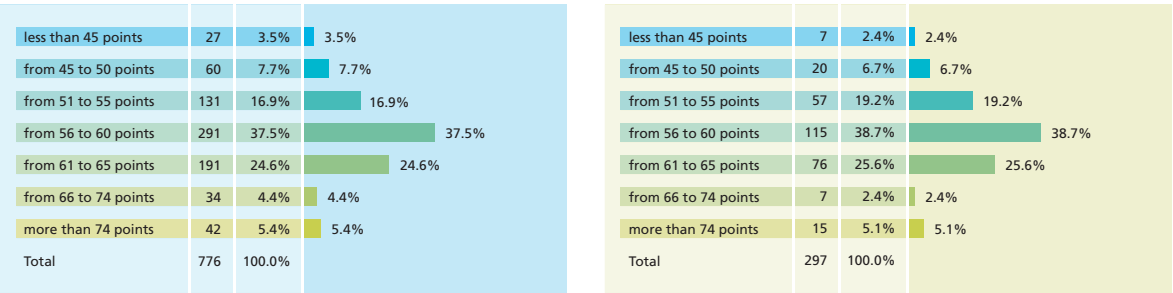 less than 45 points 27 3.5% 3.5%
from 45 to 50 points 60 7.7% 7.7%
from 51 to 55 points 131 16.9% 16.9%
from 56 to 60 points 291 37.5% 37.5%
from 61 to 65 points 191 24.6% 24.6%
from 66 to 74 points 34 4.4% 4.4%
more than 74 points 42 5.4% 5.4%
Total 776 100.0%
less than 45 points 7 2.4% 2.4%
from 45 to 50 points 20 6.7% 6.7%
from 51 to 55 points 57 19.2% 19.2%
from 56 to 60 points 115 38.7% 38.7%
from 61 to 65 points 76 25.6% 25.6%
from 66 to 74 points 7 2.4% 2.4%
more than 74 points 15 5.1% 5.1%
Total 297 100.0%